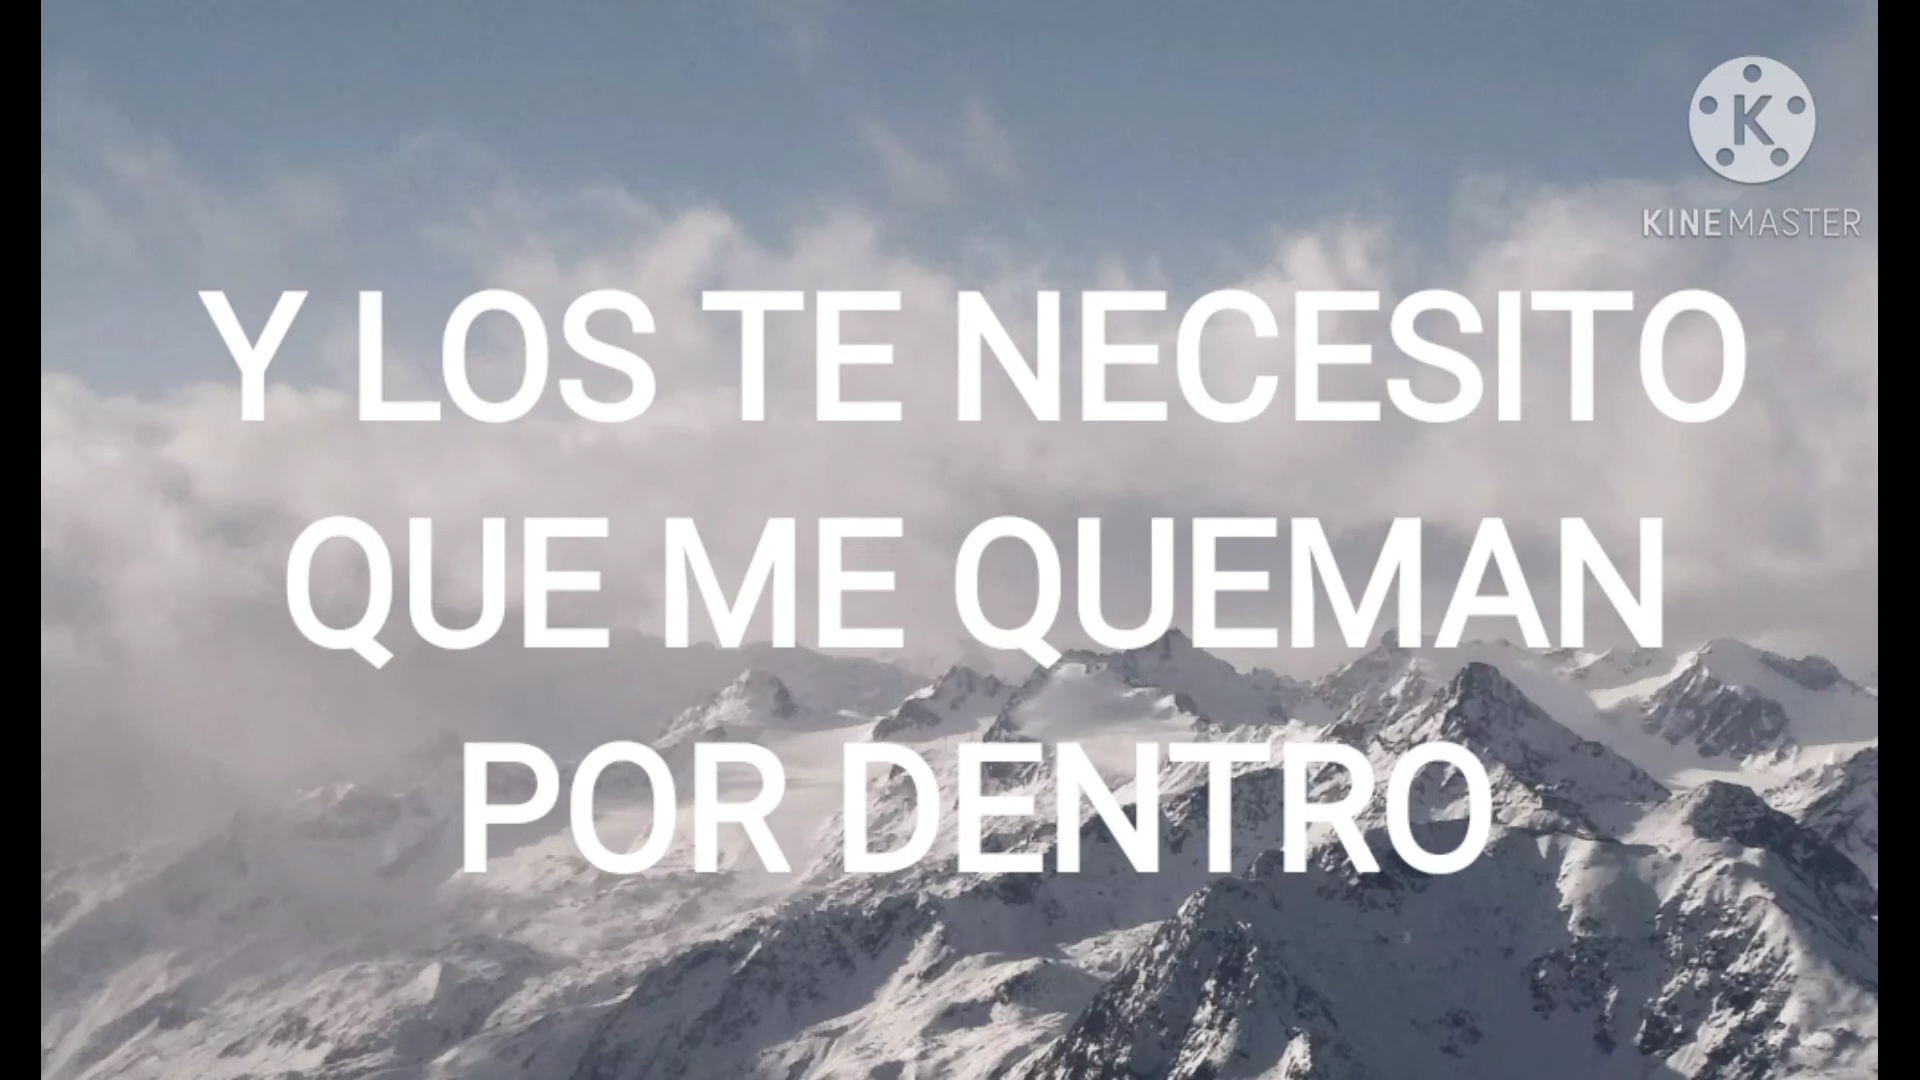 K
KINEMASTER
Y LOS TE NECESITO
QUE ME QUEMAN
POR DENTRO